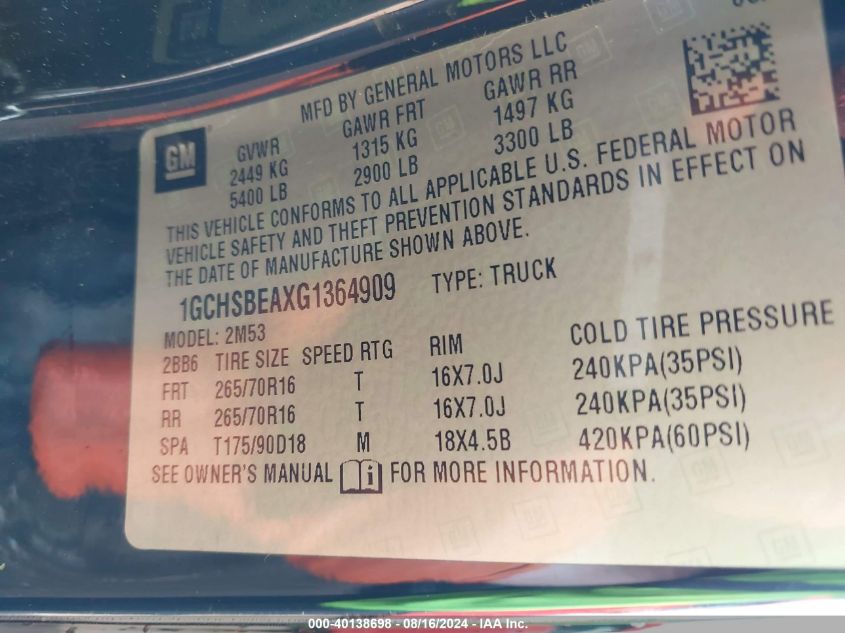 MFD BY GENERAL MOTORS LLC
GM
GVWR GAWR FRT GAWR RR
2449 KG 1315 KG 1497 KG
5400 LB 2900 LB 3300 LB
THIS VEHICLE CONFORMS TO ALL APPLICABLE U.S. FEDERAL MOTOR
VEHICLE SAFETY AND THEFT PREVENTION STANDARDS IN EFFECT ON
THE DATE OF MANUFACTURE SHOWN ABOVE.
1GCHSBEAXG1364909 TYPE: TRUCK
MODEL: 2M53
2BB6 TIRE SIZE SPEED RTG RIM COLD TIRE PRESSURE
FRT 265/70R16 T 16X7.0J 240KPA(35PSI)
RR 265/70R16 T 16X7.0J 240KPA(35PSI)
SPA T175/90D18 M 18X4.5B 420KPA(60PSI)
SEE OWNER'S MANUAL i FOR MORE INFORMATION.
000-40138698 - 08/16/2024 - IAA Inc.